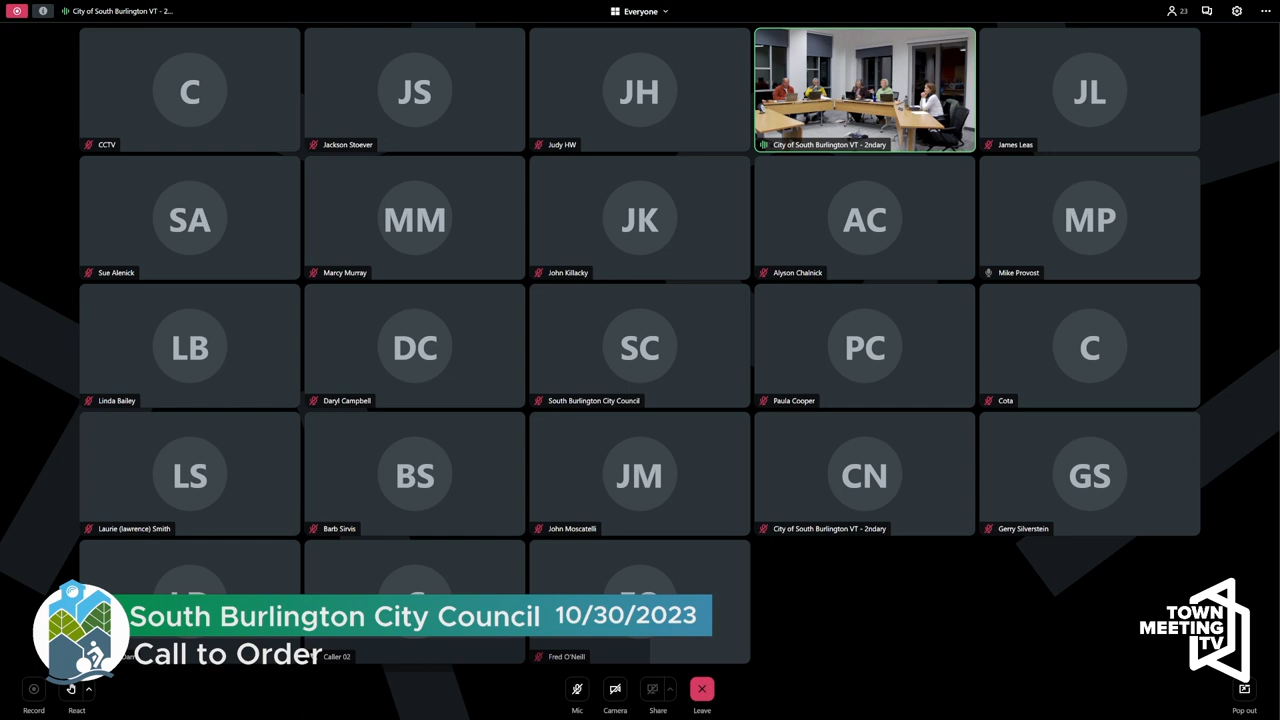 City of South Burlington VT - 2...
Everyone
23
C
CCTV
JS
Jackson Stoever
JH
Judy HW
City of South Burlington VT - 2ndary
JL
James Leas
SA
Sue Alenick
MM
Marcy Murray
JK
John Killacky
AC
Alyson Chalnick
MP
Mike Provost
LB
Linda Bailey
DC
Daryl Campbell
SC
South Burlington City Council
PC
Paula Cooper
C
Cota
LS
Laurie (lawrence) Smith
BS
Barb Sirvis
JM
John Moscatelli
CN
City of South Burlington VT - 2ndary
GS
Gerry Silverstein
South Burlington City Council 10/30/2023
Call to Order
Caller 02
Fred O'Neill
TOWN
MEETING
TV
Record
React
Mic
Camera
Share
Leave
Pop out